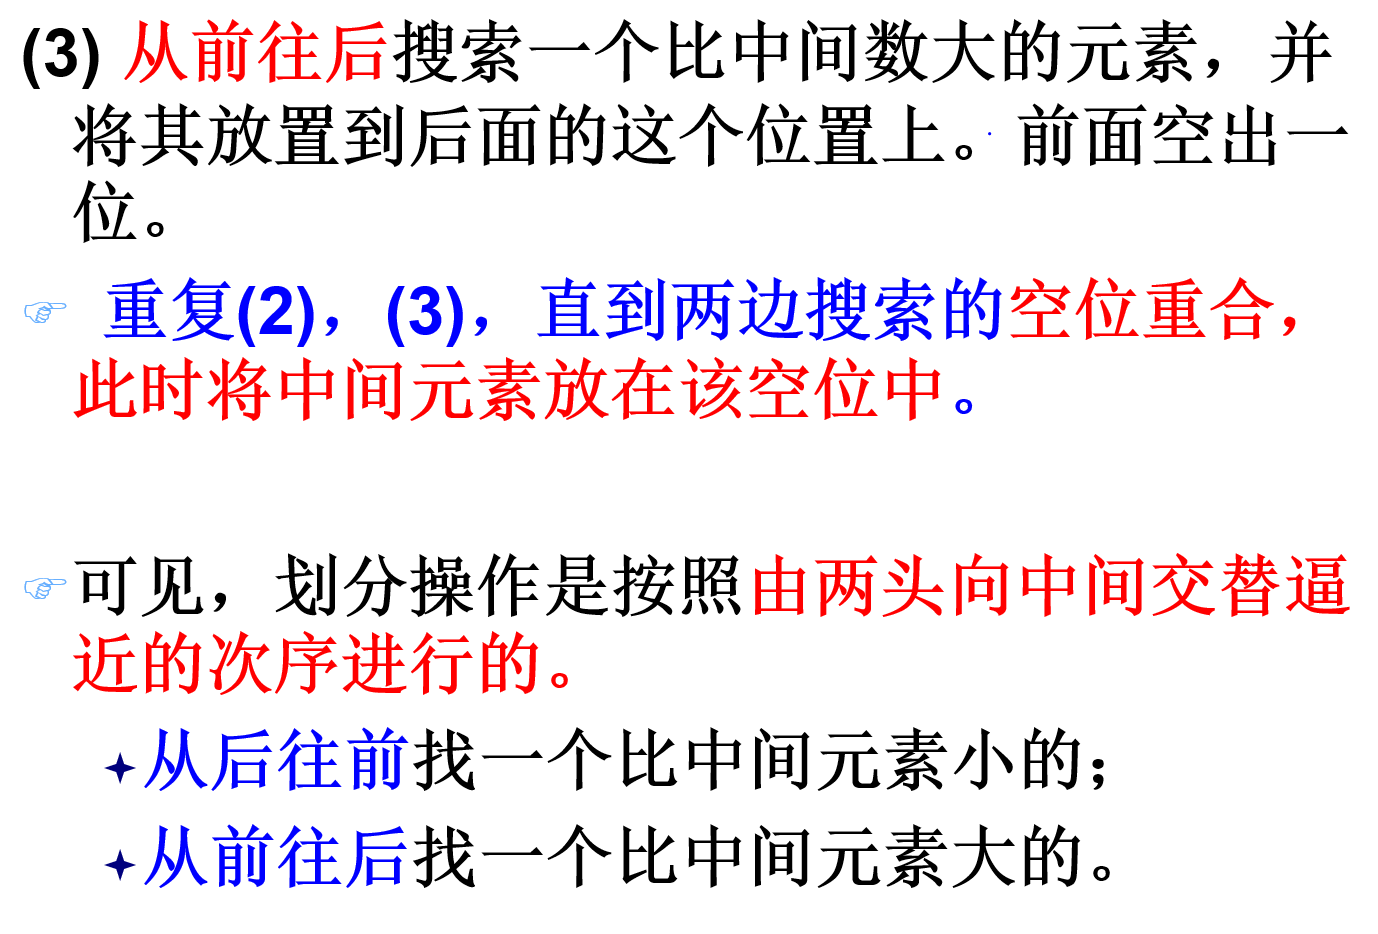 (3) 从前往后搜索一个比中间数大的元素，并
将其放置到后面的这个位置上。前面空出一
位。
重复(2)，(3)，直到两边搜索的空位重合，
此时将中间元素放在该空位中。
可见，划分操作是按照由两头向中间交替逼
近的次序进行的。
从后往前找一个比中间元素小的；
从前往后找一个比中间元素大的。